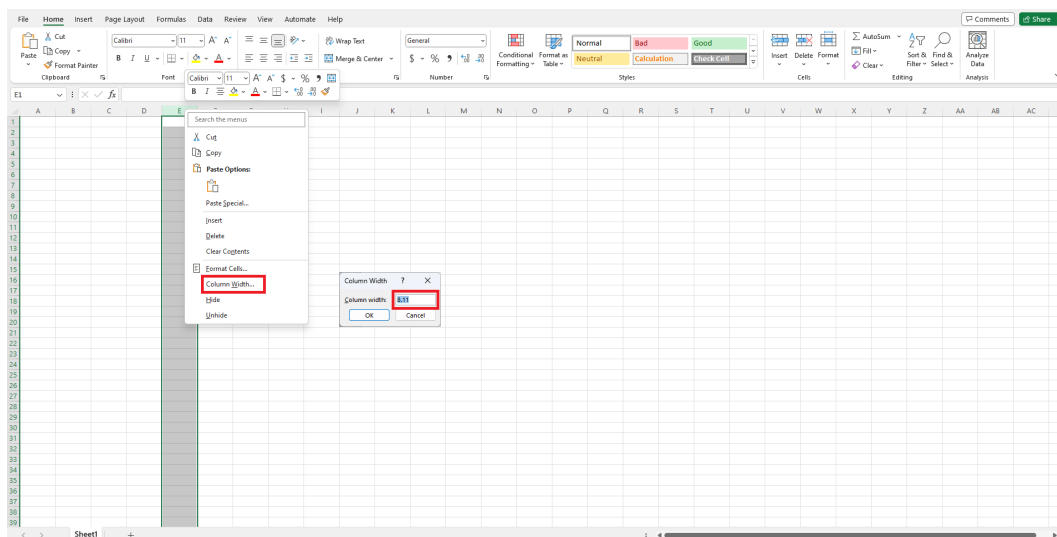 File Home Insert Page Layout Formulas Data Review View Automate Help Comments Share
Paste Cut Copy Format Painter
Clipboard
Calibri 11 A^ A˅
B I U A
Font
Wrap Text
Merge & Center
General
$ % 9
Number
Conditional Formatting Format as Table
Normal Bad Good
Neutral Calculation Check Cell
Styles
Insert Delete Format
Cells
AutoSum Fill Clear
Sort & Filter Find & Select
Editing
Analyze Data
Analysis
Calibri 11 A^ A˅ $ % 9
B I A
E1 fx
A B C D E I J K L M N O P Q R S T U V W X Y Z AA AB AC
1
2
3
4
5
6
7
8
9
10
11
12
13
14
15
16
17
18
19
20
21
22
23
24
25
26
27
28
29
30
31
32
33
34
35
36
37
38
39
Search the menus
Cut
Copy
Paste Options:
Paste Special...
Insert
Delete
Clear Contents
Format Cells...
Column Width...
Hide
Unhide
Column Width ? X
Column width: 8.11
OK Cancel
Sheet1 +